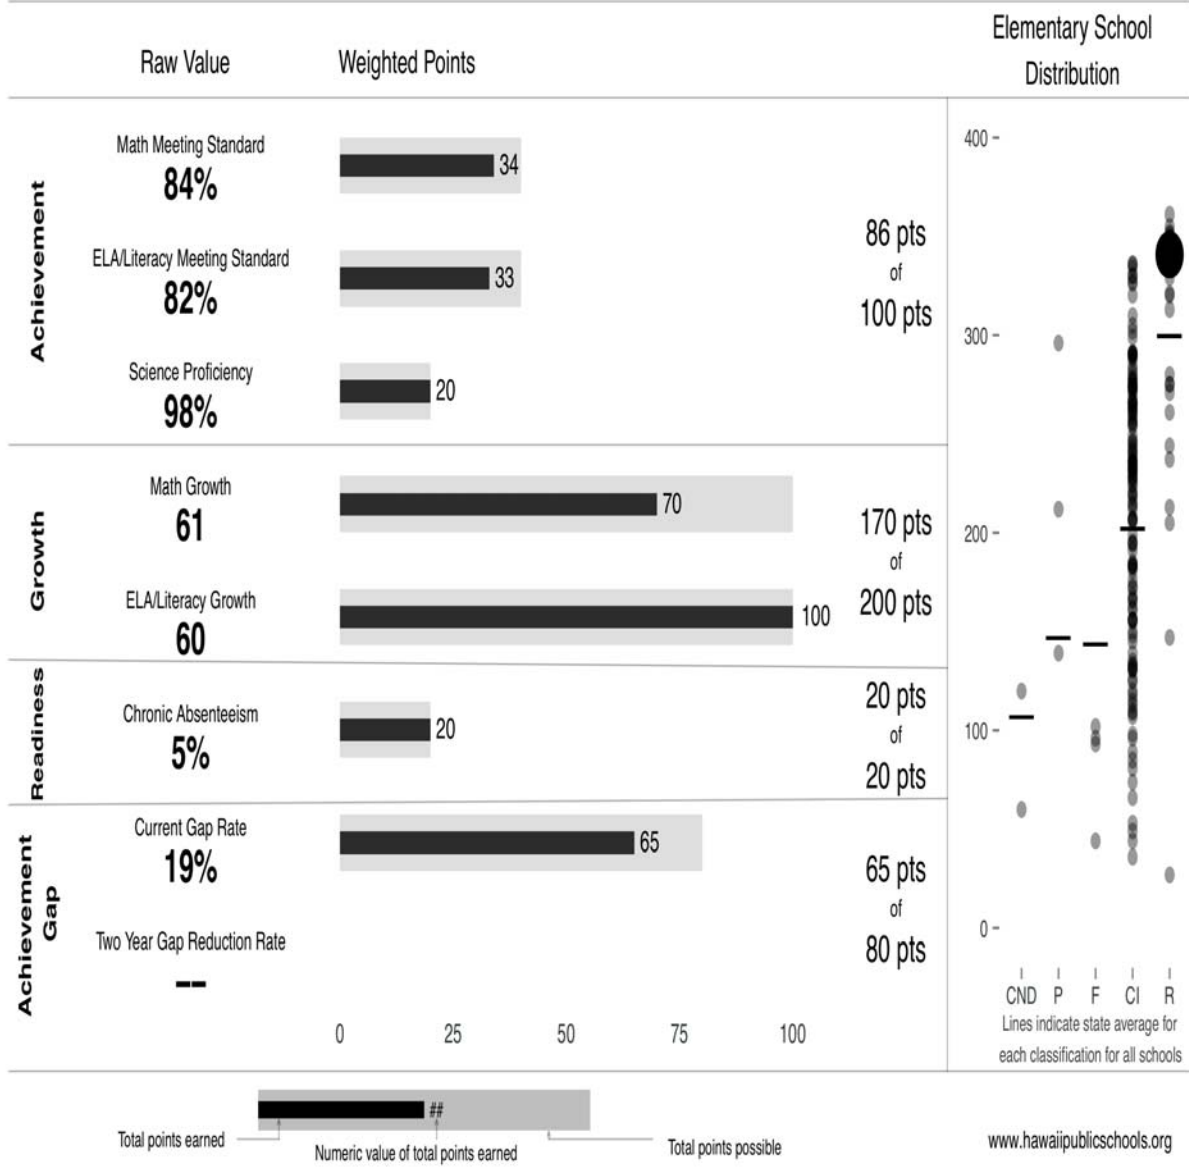 Raw Value
Weighted Points
Elementary School
Distribution
Achievement
Math Meeting Standard
84%
34
ELA/Literacy Meeting Standard
82%
33
Science Proficiency
98%
20
86 pts
of
100 pts
Growth
Math Growth
61
70
ELA/Literacy Growth
60
100
170 pts
of
200 pts
Readiness
Chronic Absenteeism
5%
20
20 pts
of
20 pts
Achievement
Gap
Current Gap Rate
19%
65
Two Year Gap Reduction Rate
--
65 pts
of
80 pts
0 25 50 75 100
400
300
200
100
0
CND P F CI R
Lines indicate state average for
each classification for all schools
##
Total points earned
Numeric value of total points earned
Total points possible
www.hawaiipublicschools.org